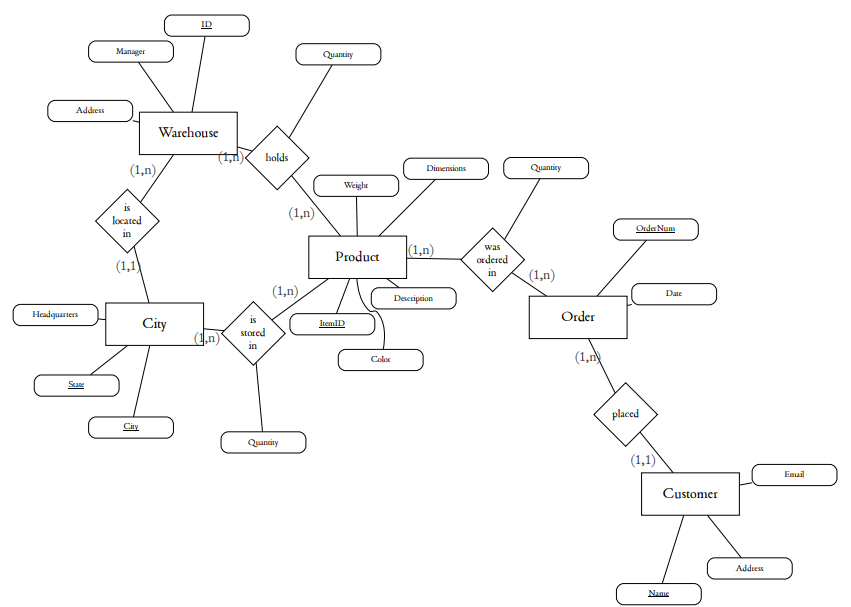 ID
Manager
Quantity
Address
Warehouse
(1,n)
holds
(1,n)
Weight
Dimensions
Quantity
is
located
in
(1,n)
Product
(1,n)
was
ordered
in
(1,n)
OrderNum
(1,1)
Date
Headquarters
City
(1,n)
is
stored
in
(1,n)
Description
ItemID
Color
Order
(1,n)
State
City
Quantity
placed
(1,1)
Customer
Email
Address
Name